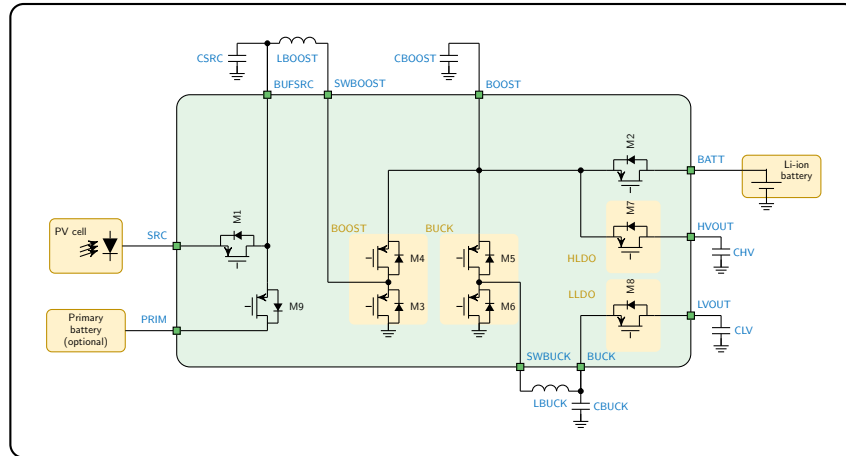 CSRC
LBOOST
CBOOST
BUFSRC
SWBOOST
BOOST
M2
BATT
Li-ion
battery
M7
HVOUT
M1
PV cell
SRC
BOOST
BUCK
CHV
M4
M5
HLDO
M8
LLDO
LVOUT
M9
M3
M6
Primary
battery
(optional)
PRIM
CLV
SWBUCK
BUCK
LBUCK
CBUCK